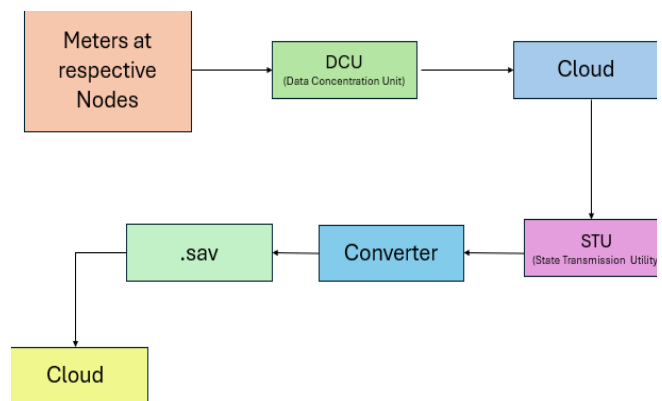 Meters at
respective
Nodes
DCU
(Data Concentration Unit)
Cloud
STU
(State Transmission Utility
Converter
.sav
Cloud